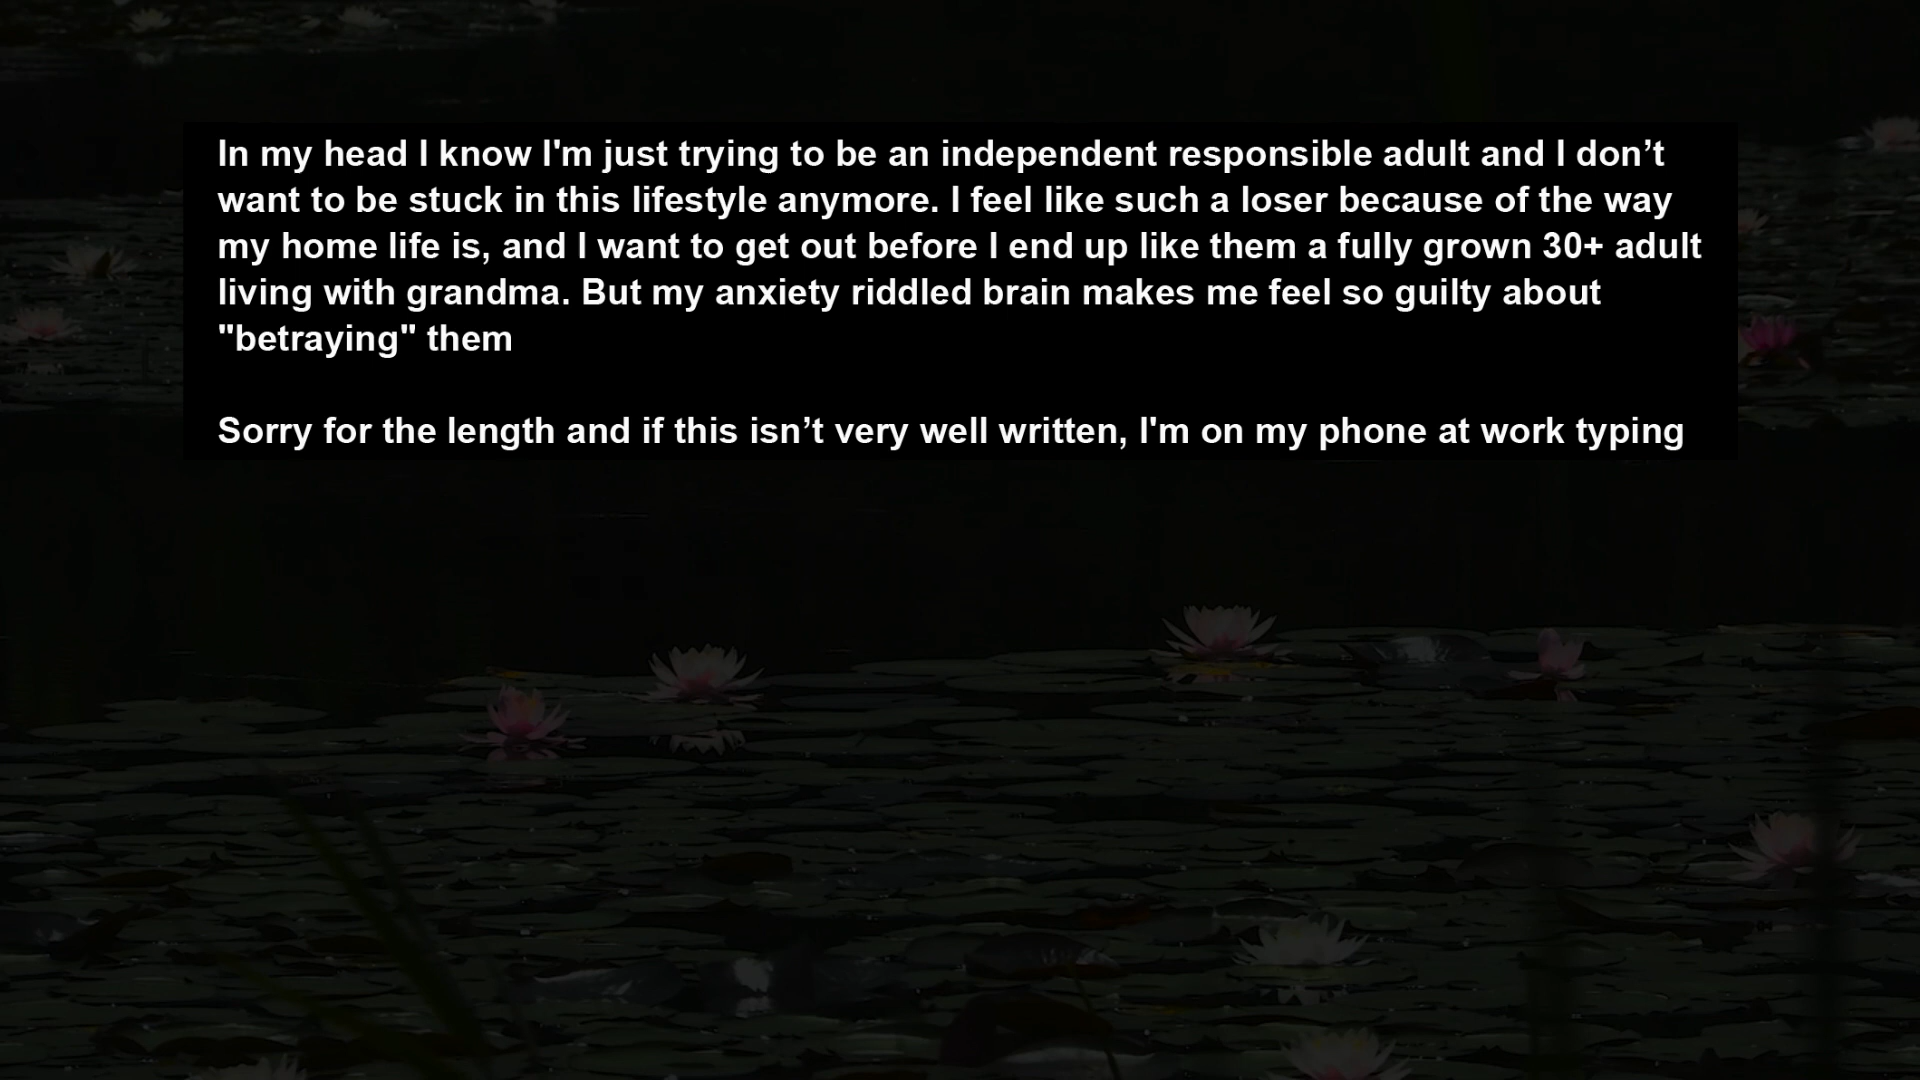 In my head I know I'm just trying to be an independent responsible adult and I don’t
want to be stuck in this lifestyle anymore. I feel like such a loser because of the way
my home life is, and I want to get out before I end up like them a fully grown 30+ adult
living with grandma. But my anxiety riddled brain makes me feel so guilty about
"betraying" them
Sorry for the length and if this isn’t very well written, I'm on my phone at work typing